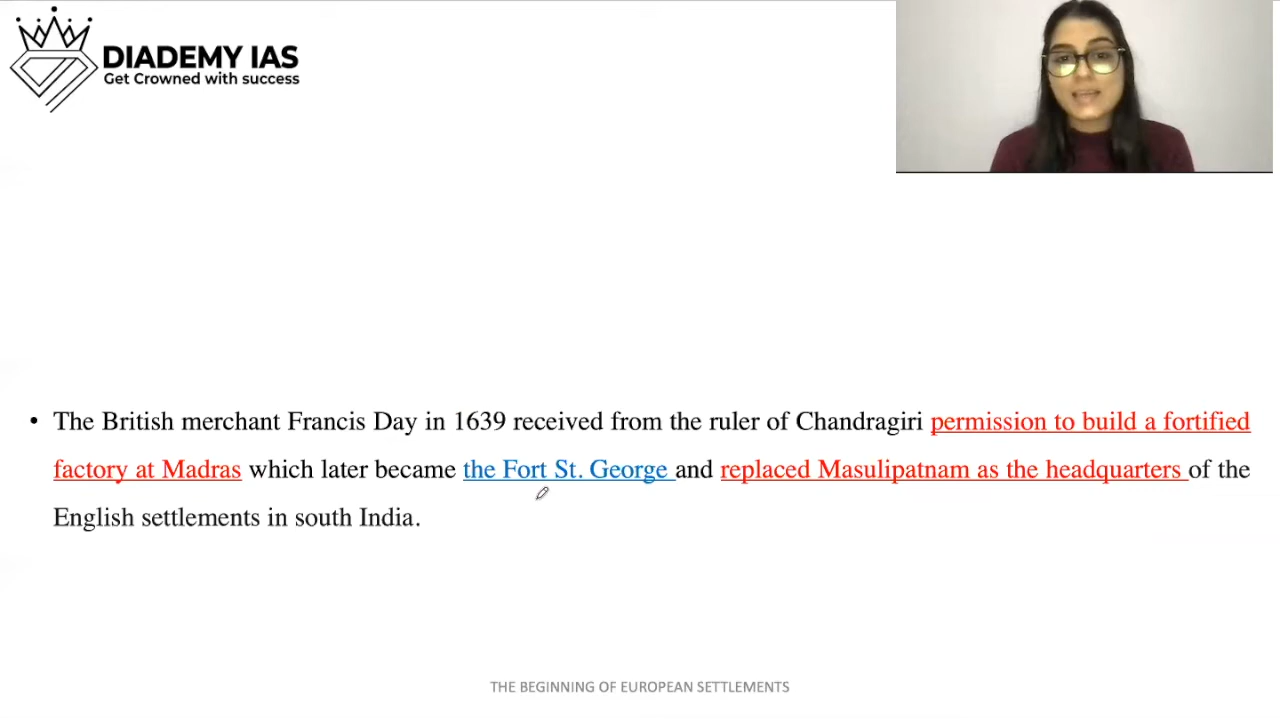 DIADEMY IAS
Get Crowned with success
• The British merchant Francis Day in 1639 received from the ruler of Chandragiri permission to build a fortified
factory at Madras which later became the Fort St. George and replaced Masulipatnam as the headquarters of the
English settlements in south India.
THE BEGINNING OF EUROPEAN SETTLEMENTS